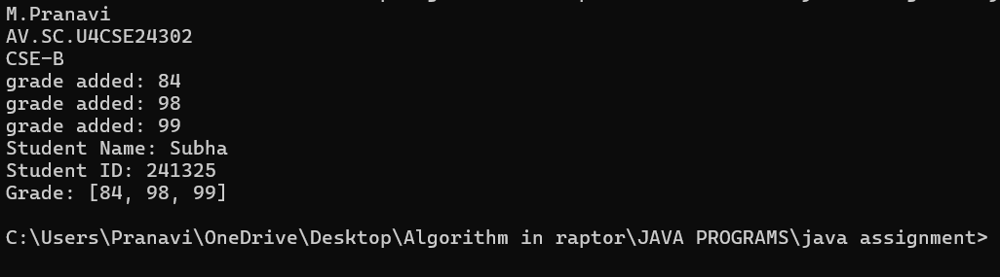 M.Pranavi
AV.SC.U4CSE24302
CSE-B
grade added: 84
grade added: 98
grade added: 99
Student Name: Subha
Student ID: 241325
Grade: [84, 98, 99]
C:\Users\Pranavi\OneDrive\Desktop\Algorithm in raptor\JAVA PROGRAMS\java assignment>